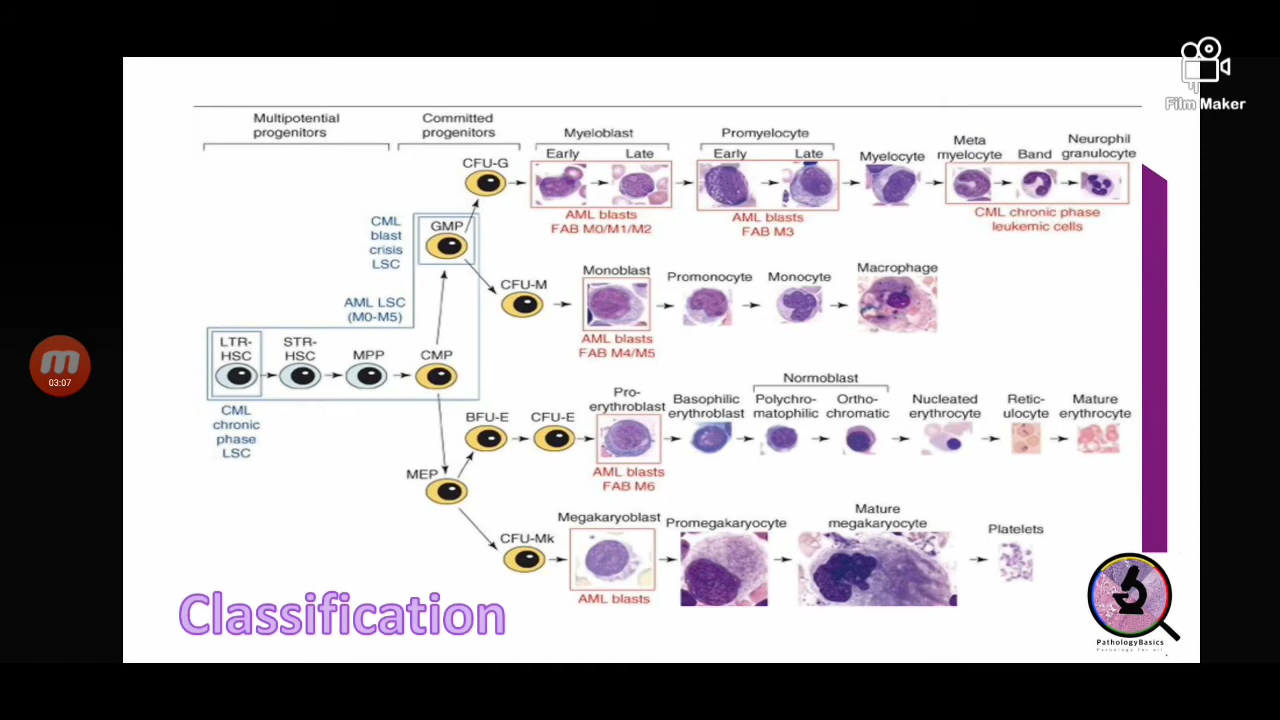 Film Maker
Multipotential
progenitors
Committed
progenitors
Myeloblast
Early
Late
Promyelocyte
Early
Late
Myelocyte
Meta
myelocyte
Band
Neurophil
granulocyte
CFU-G
AML blasts
FAB M0/M1/M2
AML blasts
FAB M3
CML chronic phase
leukemic cells
CML
blast
crisis
LSC
GMP
AML LSC
(M0-M5)
CFU-M
Monoblast
Promonocyte
Monocyte
Macrophage
AML blasts
FAB M4/M5
03:07
LTR-
HSC
STR-
HSC
MPP
CMP
CML
chronic
phase
LSC
BFU-E
CFU-E
Pro-
erythroblast
Basophilic
erythroblast
Normoblast
Polychro-
matophilic
Ortho-
chromatic
Nucleated
erythrocyte
Retic-
ulocyte
Mature
erythrocyte
AML blasts
FAB M6
MEP
CFU-Mk
Megakaryoblast
Promegakaryocyte
Mature
megakaryocyte
Platelets
AML blasts
Classification
PathologyBasics
Pathology for all